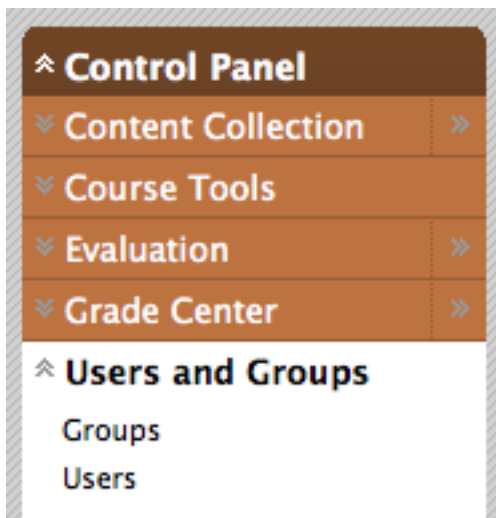 Control Panel
Content Collection
Course Tools
Evaluation
Grade Center
Users and Groups
Groups
Users